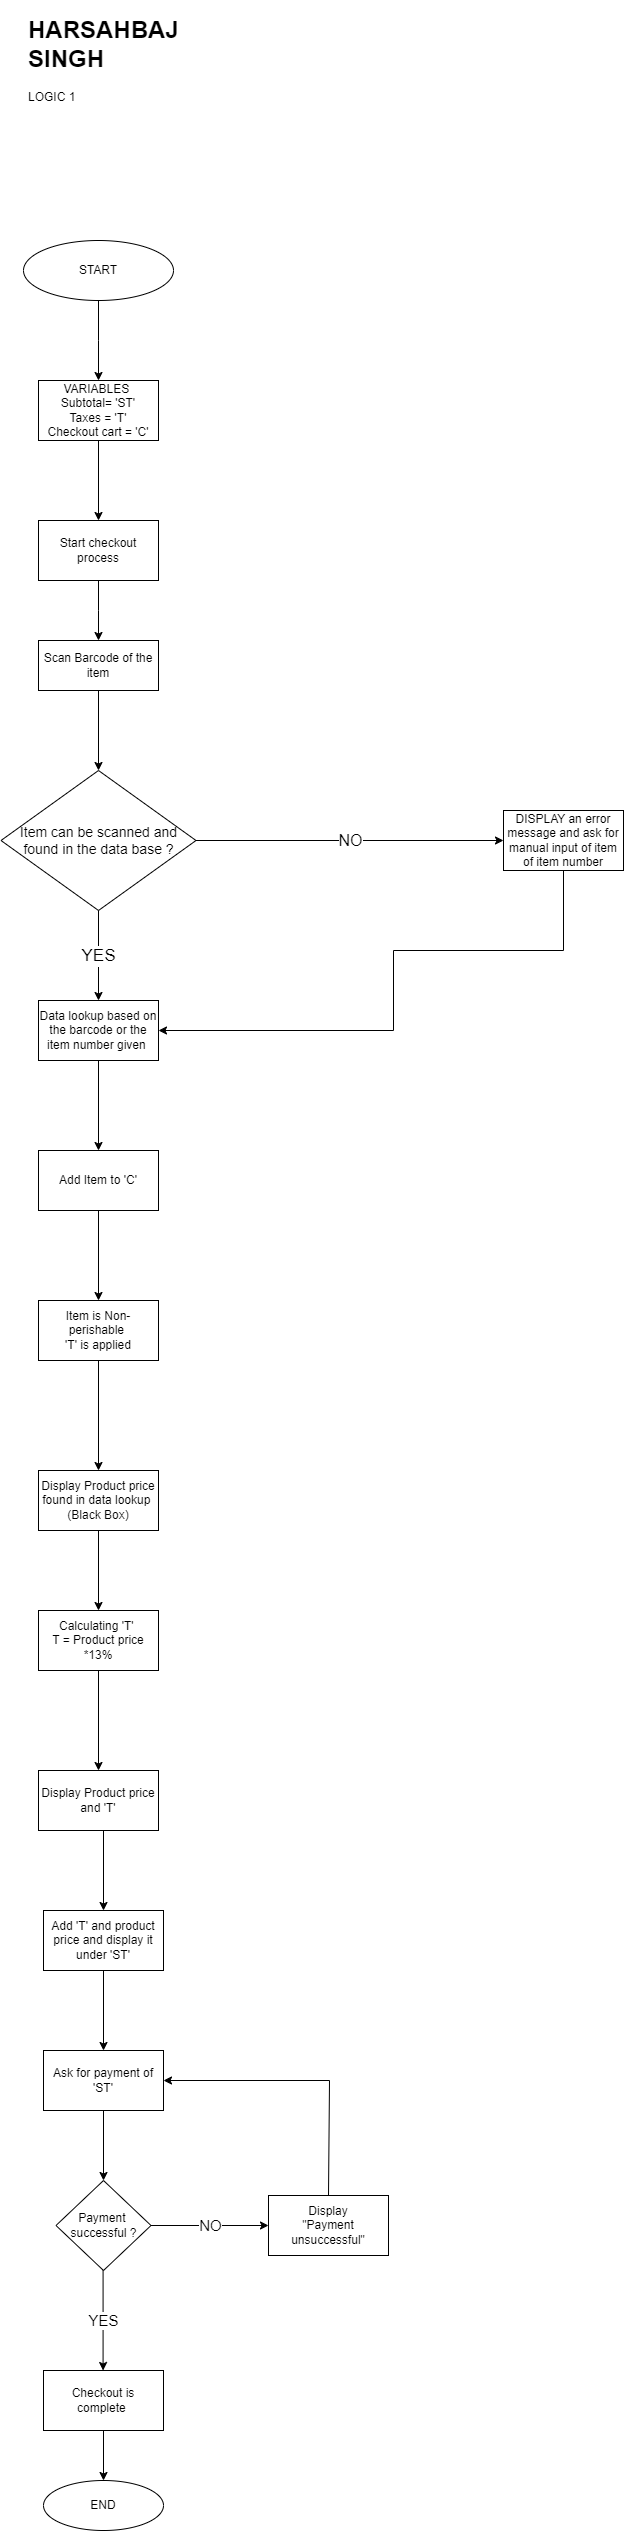 HARSAHBAJ
SINGH
LOGIC 1
START
VARIABLES
Subtotal= 'ST'
Taxes = 'T'
Checkout cart = 'C'
Start checkout
process
Scan Barcode of the
item
Item can be scanned and
found in the data base ?
NO
DISPLAY an error
message and ask for
manual input of item
of item number
YES
Data lookup based on
the barcode or the
item number given
Add Item to 'C'
Item is Non-
perishable
'T' is applied
Display Product price
found in data lookup
(Black Box)
Calculating 'T'
T = Product price
*13%
Display Product price
and 'T'
Add 'T' and product
price and display it
under 'ST'
Ask for payment of
'ST'
Payment
successful ?
NO
Display
"Payment
unsuccessful"
YES
Checkout is
complete
END